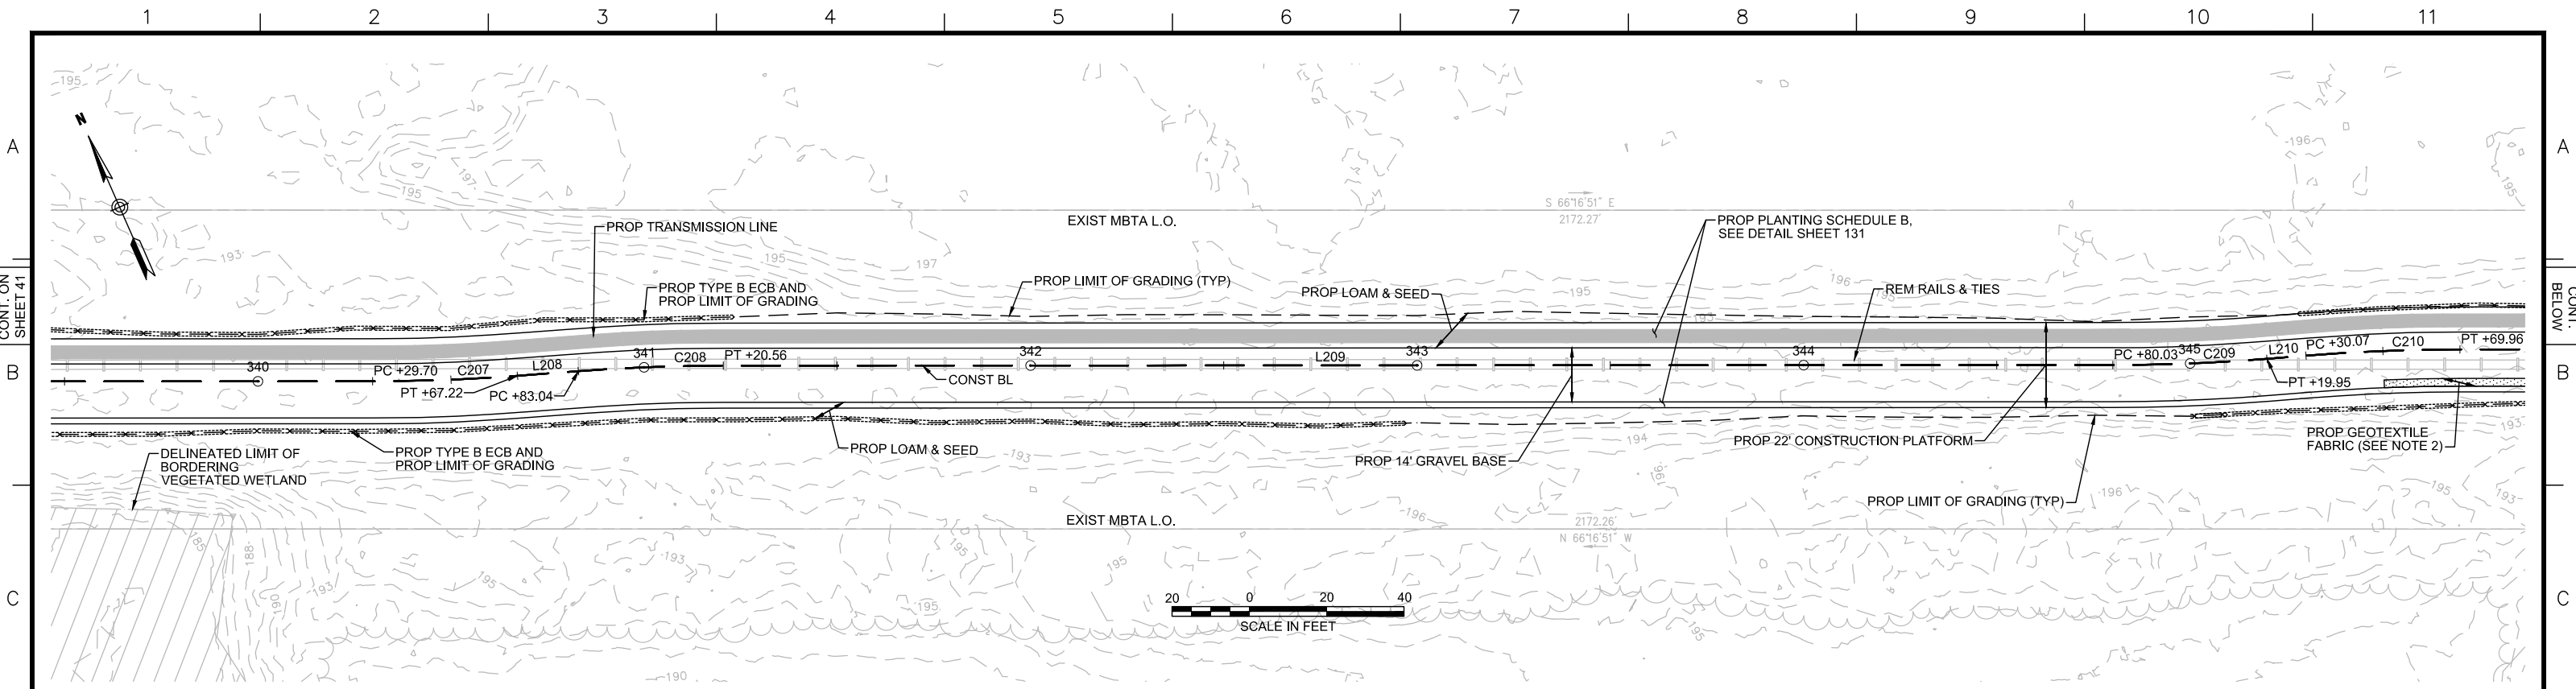 1 2 3 4 5 6 7 8 9 10 11
A
A
B
B
C
C
N
CONT. ON
SHEET 41
CONT.
BELOW
195
197
195
193
195
197
196
195
S 66°16'51" E
2172.27'
EXIST MBTA L.O.
PROP TRANSMISSION LINE
PROP PLANTING SCHEDULE B,
SEE DETAIL SHEET 131
PROP TYPE B ECB AND
PROP LIMIT OF GRADING
PROP LIMIT OF GRADING (TYP)
PROP LOAM & SEED
REM RAILS & TIES
196
195
195
193
340
PC +29.70
C207
PT +67.22
L208
PC +83.04
341
C208
PT +20.56
342
CONST BL
L209
343
344
PC +80.03
345
C209
L210
PT +19.95
PC +30.07
C210
PT +69.96
DELINEATED LIMIT OF
BORDERING
VEGETATED WETLAND
PROP TYPE B ECB AND
PROP LIMIT OF GRADING
PROP LOAM & SEED
PROP 14' GRAVEL BASE
PROP 22' CONSTRUCTION PLATFORM
PROP LIMIT OF GRADING (TYP)
PROP GEOTEXTILE
FABRIC (SEE NOTE 2)
193
194
193
196
196
196
195
193
EXIST MBTA L.O.
2172.26'
N 66°16'51" W
185
188
190
193
193
195
195
195
195
195
190
20 0 20 40
SCALE IN FEET